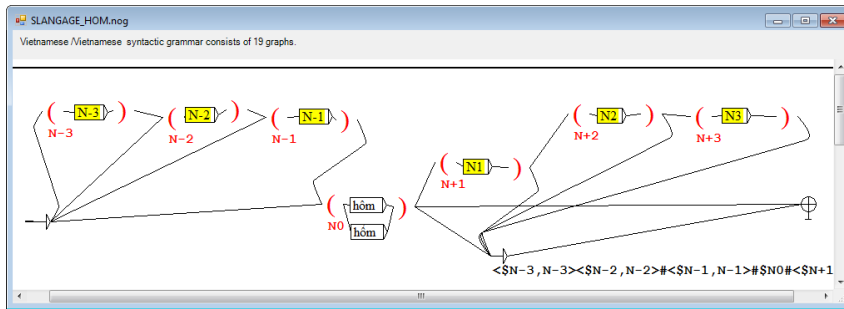 SLANGAGE_HOM.nog
Vietnamese /Vietnamese syntactic grammar consists of 19 graphs.
( N-3 ) ( N-2 ) ( N-1 ) ( N2 ) ( N3 )
N-3 N-2 N-1 N+2 N+3
( N1 )
N+1
( hôm )
hôm
N0
<$N-3,N-3><$N-2,N-2>#<$N-1,N-1>#$N0#<$N+1